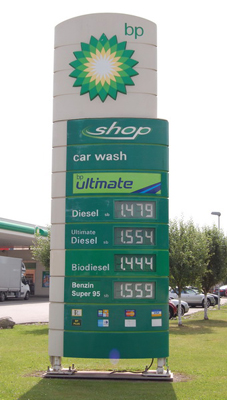 bp
shop
car wash
bp
ultimate
Diesel 1.479
Ultimate
Diesel 1.554
Biodiesel 1.444
Benzin
Super 95 1.559